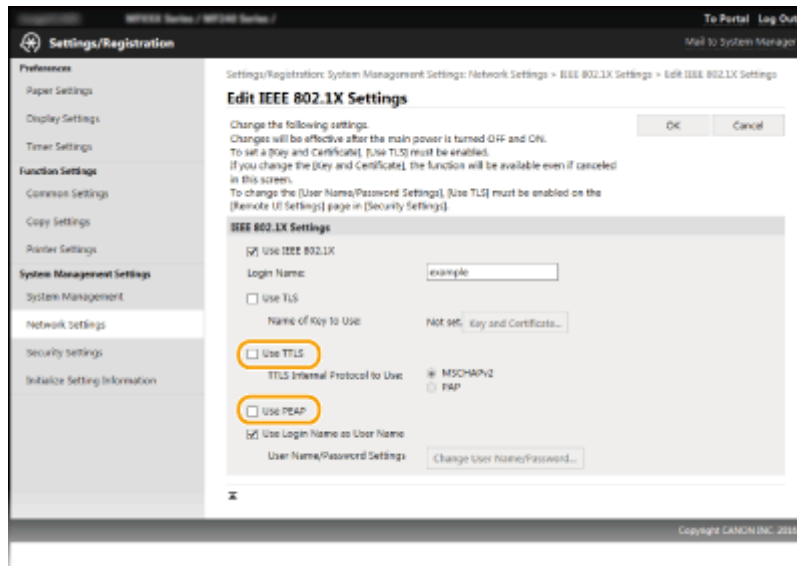 MF240 Series /
To Portal Log Out
Settings/Registration
Mail to System Manager
Preferences
Paper Settings
Display Settings
Timer Settings
Function Settings
Common Settings
Copy Settings
Printer Settings
System Management Settings
System Management
Network Settings
Security Settings
Initialize Setting Information
Settings/Registration: System Management Settings: Network Settings > IEEE 802.1X Settings > Edit IEEE 802.1X Settings
Edit IEEE 802.1X Settings
OK
Cancel
Change the following settings.
Changes will be effective after the main power is turned OFF and ON.
To set a [Key and Certificate], [Use TLS] must be enabled.
If you change the [Key and Certificate], the function will be available even if canceled
in this screen.
To change the [User Name/Password Settings], [Use TLS] must be enabled on the
[Remote UI Settings] page in [Security Settings].
IEEE 802.1X Settings
Use IEEE 802.1X
Login Name:
example
Use TLS
Name of Key to Use:
Not set.
Key and Certificate...
Use TTLS
TTLS Internal Protocol to Use:
MSCHAPv2
PAP
Use PEAP
Use Login Name as User Name
User Name/Password Settings
Change User Name/Password...
Copyright CANON INC. 2016